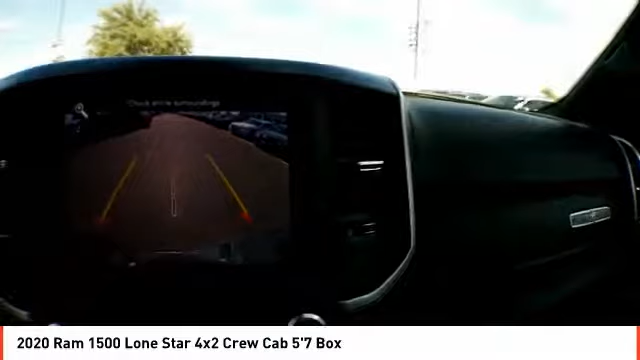 Check entire surroundings
2020 Ram 1500 Lone Star 4x2 Crew Cab 5'7 Box